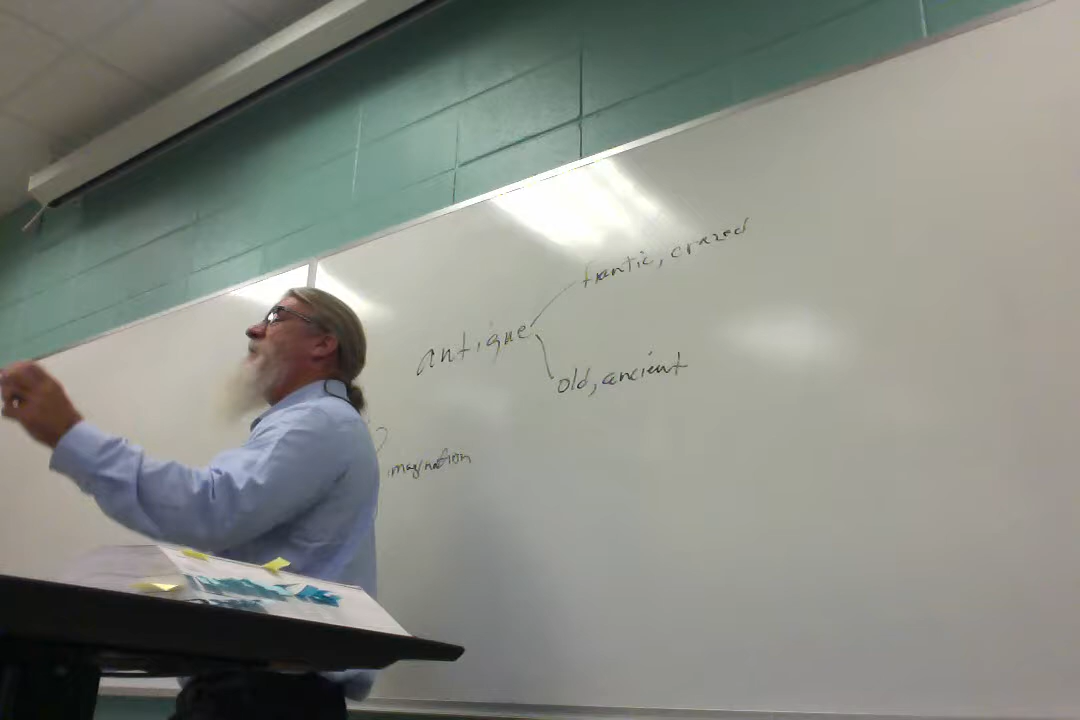 frantic, crazed
antique
old, ancient
imagination